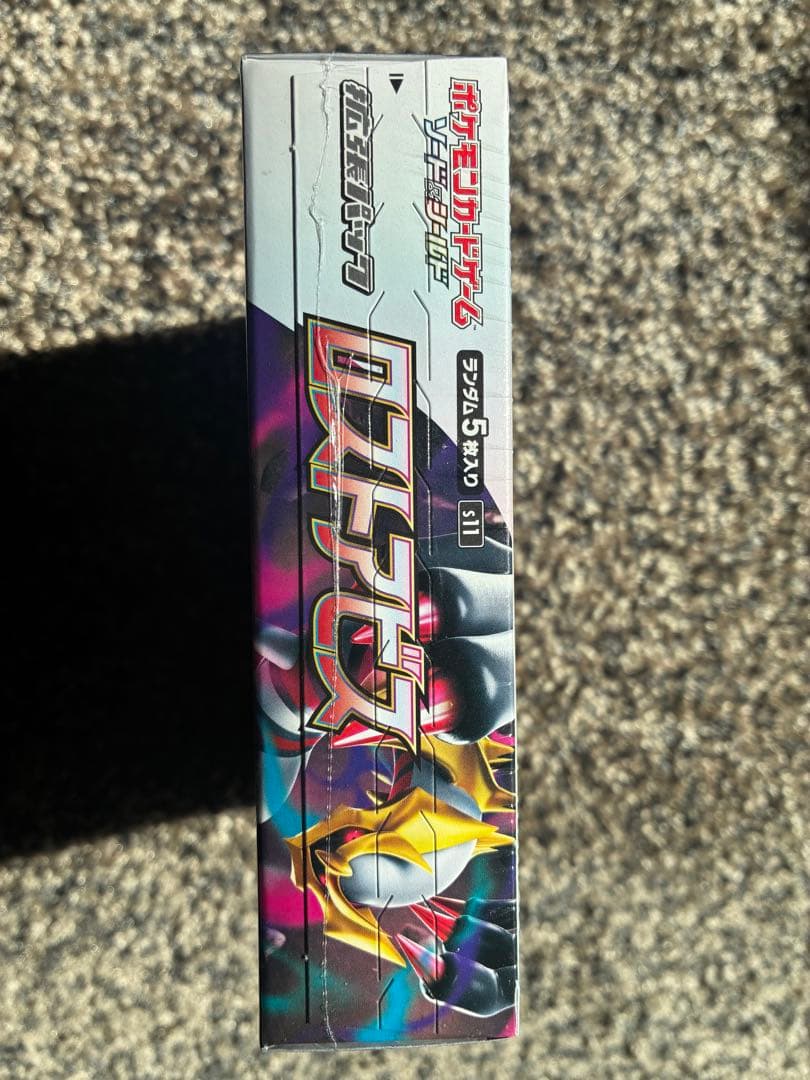 ポケモンカードゲーム
ソード&シールド
拡張パック
ランダム5枚入り
s11
ロストアビス